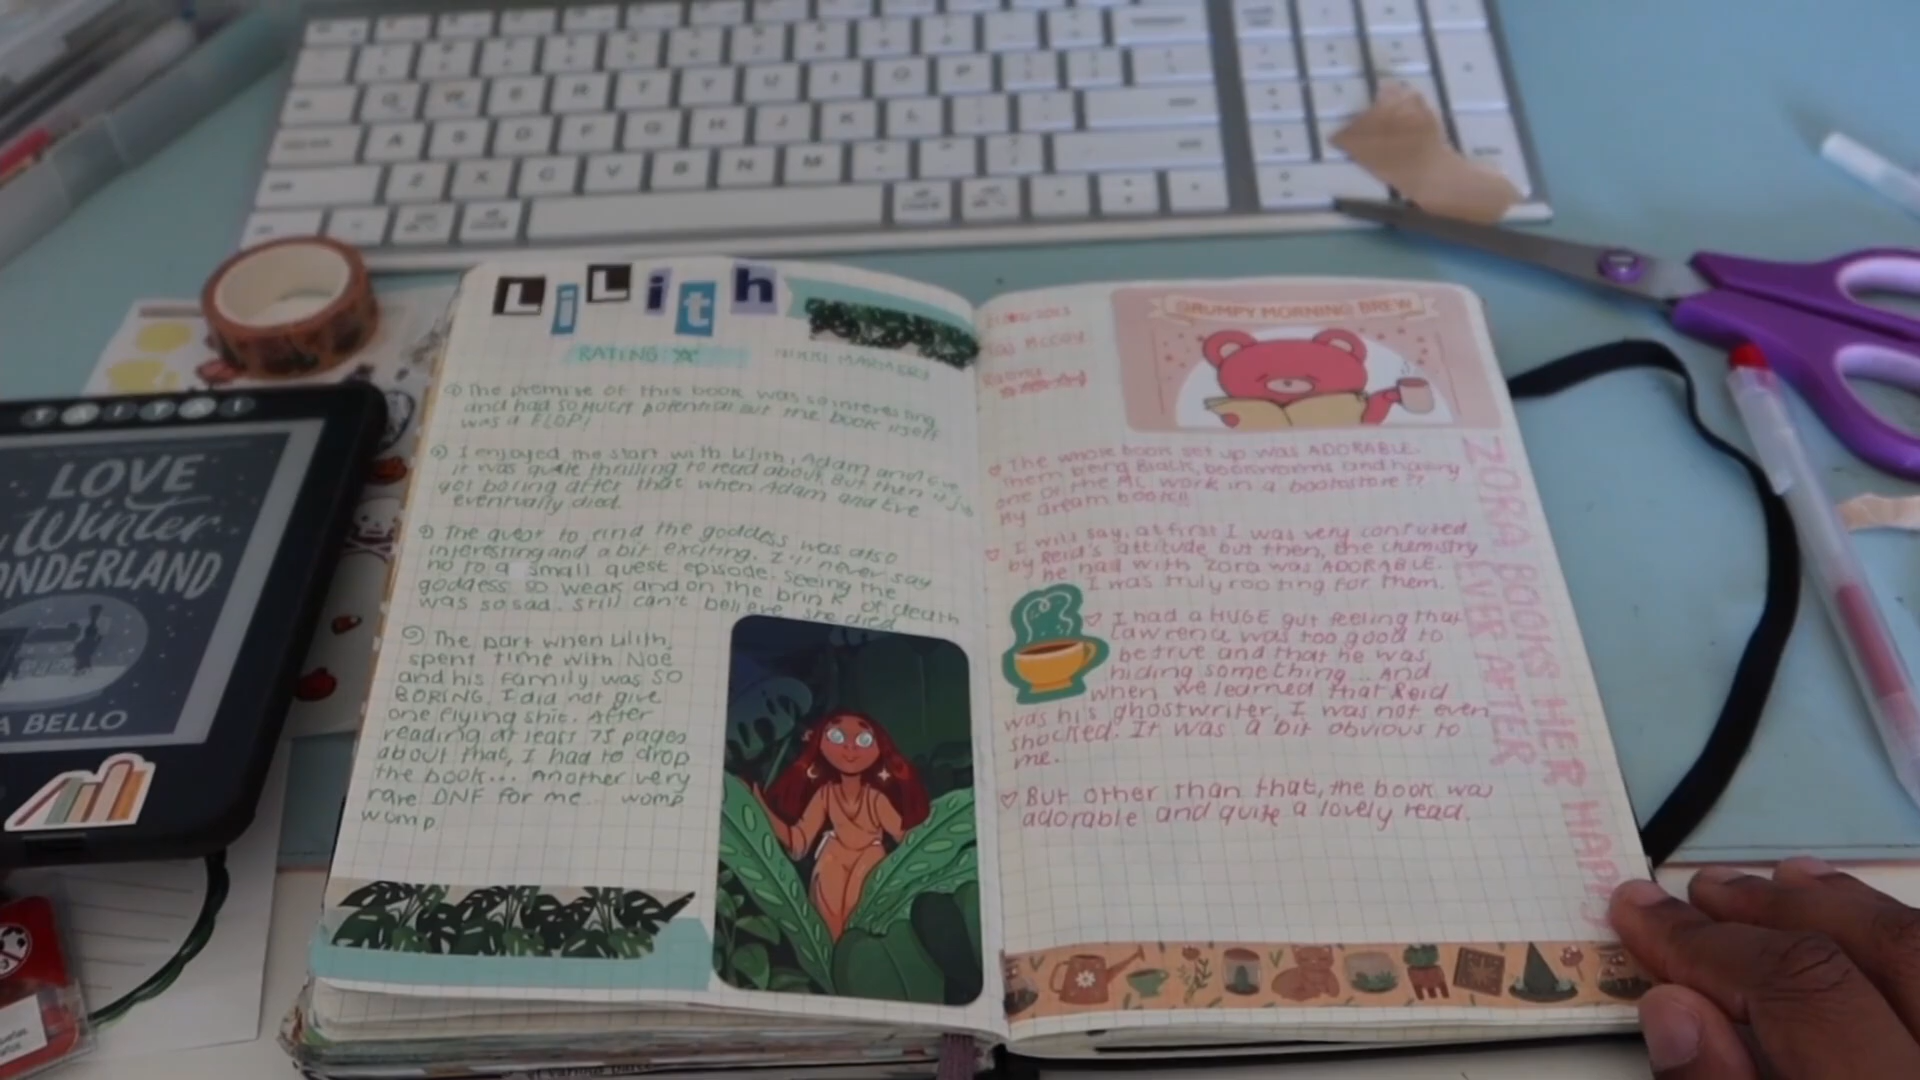 LiLith
RATING
NIKKI MARMERY
The premise of this book was so interesting
and had so MUCH potential but the book itself
was a FLOP!
I enjoyed the start with Lilith, Adam and Eve
it was quite thrilling to read about. But then it
got boring after that when Adam and Eve
eventually died.
The quest to find the goddess was also
interesting and a bit exciting. I'll never say
no to a small quest episode. Seeing the
goddess so weak and on the brink of death
was so sad. Still can't believe she died
The part when Lilith,
spent time with Noe
and his family was SO
BORING. I did not give
one flying shit. After
reading at least 75 pages
about that, I had to drop
the book... Another very
rare DNF for me... womp
womp.
GRUMPY MORNING BREW
The whole book set up was ADORABLE.
Them being Black, bookworms and having
one of the MC work in a bookstore??
My dream book!!
I will say, at first I was very confused
by Reid's attitude but then, the chemistry
he had with Zora was ADORABLE.
I was truly rooting for them.
I had a HUGE gut feeling that
Lawrence was too good to
be true and that he was
hiding something... And
when we learned that Reid
was his ghostwriter, I was not even
shocked. It was a bit obvious to
me.
But other than that, the book was
adorable and quite a lovely read.
ZORA BOOKS HER HAPPY
EVER AFTER
LOVE
Winter
WONDERLAND
A BELLO
Q W E R T Y U I O P
A S D F G H J K L
Z X C V B N M